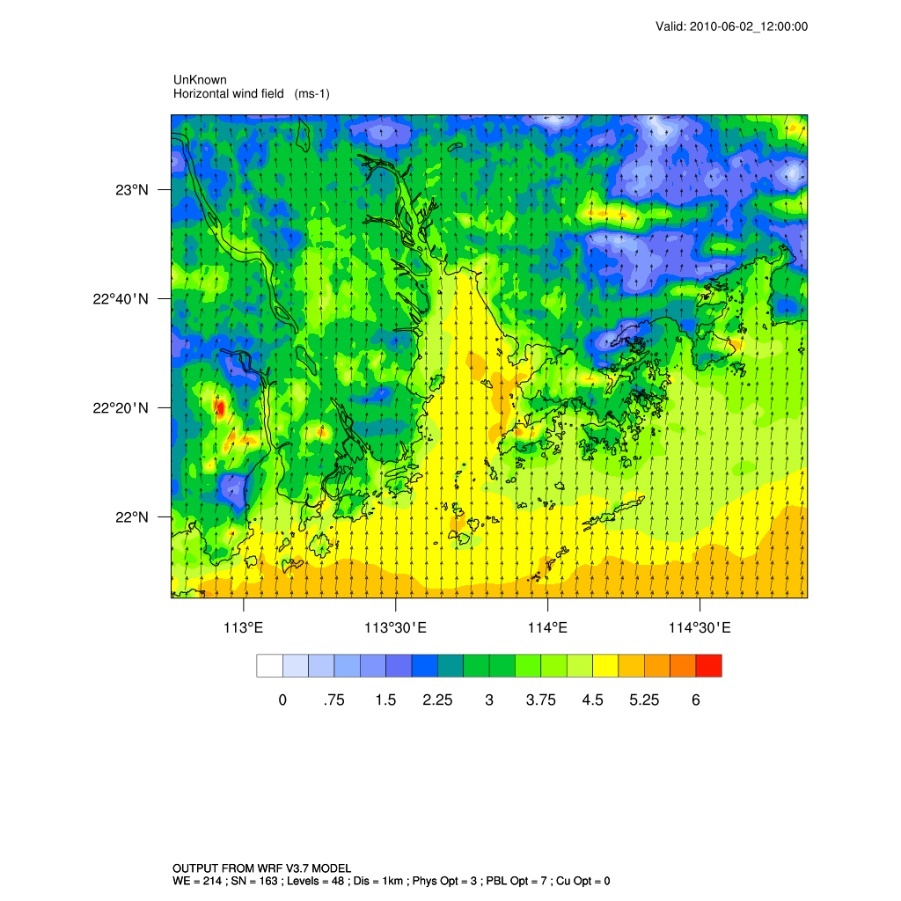 Valid: 2010-06-02_12:00:00
UnKnown
Horizontal wind field (ms-1)
23°N
22°40'N
22°20'N
22°N
113°E 113°30'E 114°E 114°30'E
0 .75 1.5 2.25 3 3.75 4.5 5.25 6
OUTPUT FROM WRF V3.7 MODEL
WE = 214 ; SN = 163 ; Levels = 48 ; Dis = 1km ; Phys Opt = 3 ; PBL Opt = 7 ; Cu Opt = 0